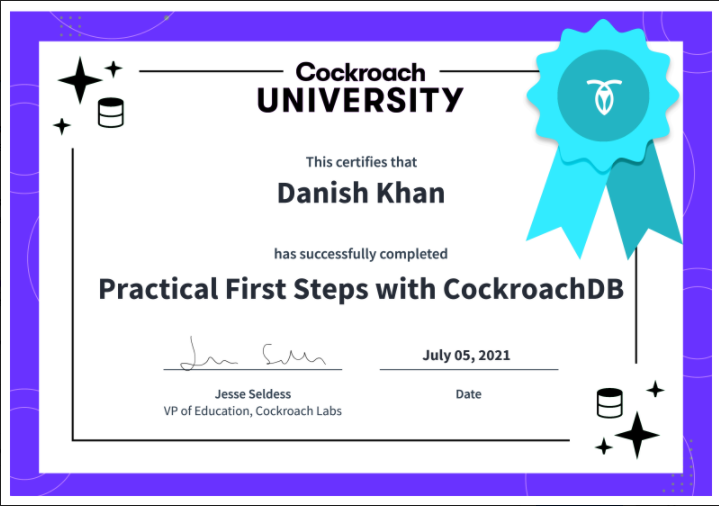 Cockroach
UNIVERSITY
This certifies that
Danish Khan
has successfully completed
Practical First Steps with CockroachDB
July 05, 2021
Jesse Seldess
Date
VP of Education, Cockroach Labs